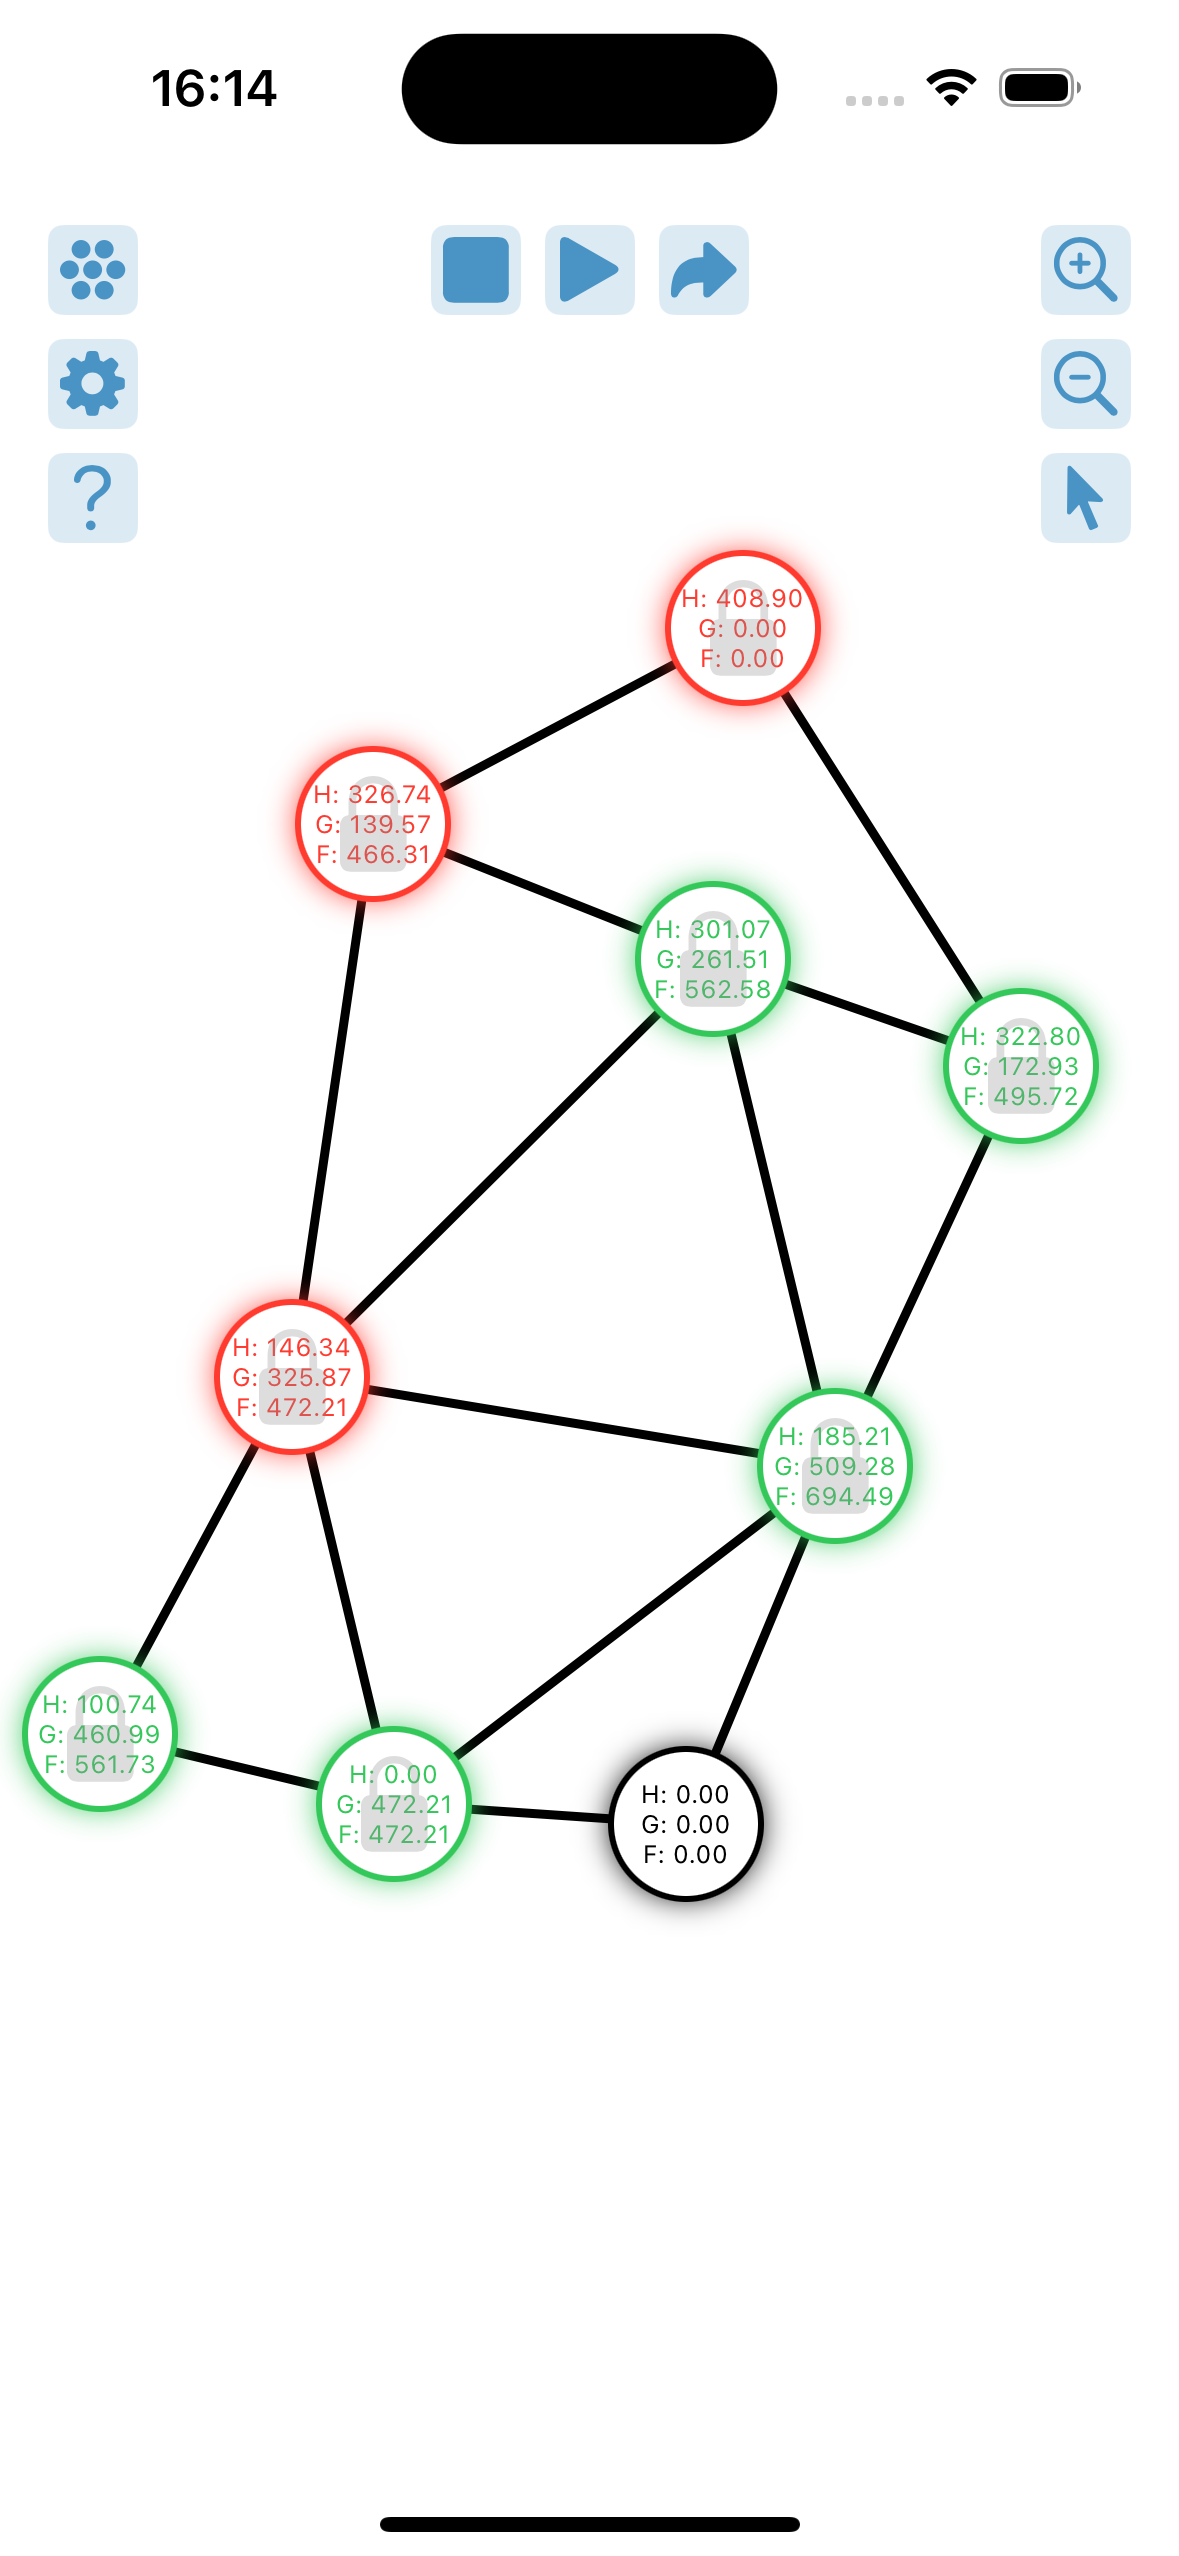 16:14
H: 408.90
G: 0.00
F: 0.00
H: 326.74
G: 139.57
F: 466.31
H: 301.07
G: 261.51
F: 562.58
H: 322.80
G: 172.93
F: 495.72
H: 146.34
G: 325.87
F: 472.21
H: 185.21
G: 509.28
F: 694.49
H: 100.74
G: 460.99
F: 561.73
H: 0.00
G: 472.21
F: 472.21
H: 0.00
G: 0.00
F: 0.00